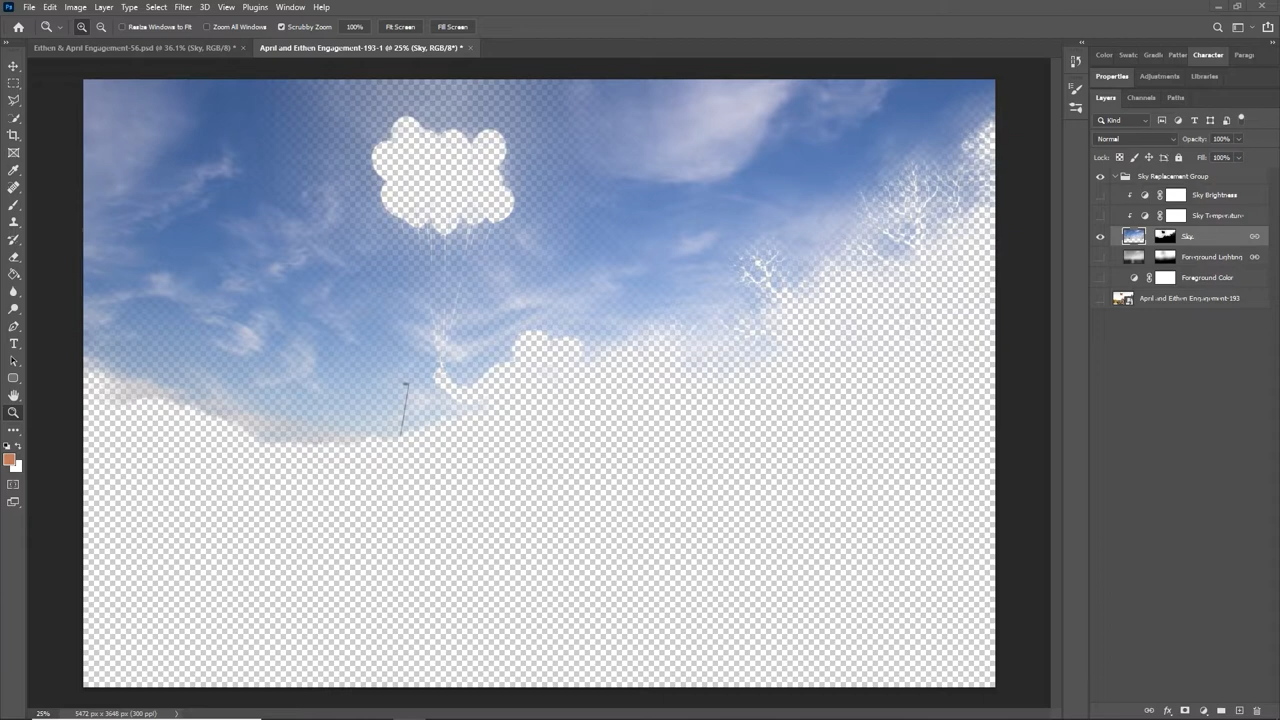 File Edit Image Layer Type Select Filter 3D View Plugins Window Help
Resize Windows to Fit Zoom All Windows Scrubby Zoom 100% Fit Screen Fill Screen
Eithen & April Engagement-56.psd @ 36.1% (Sky, RGB/8) * × April and Eithen Engagement-193-1 @ 25% (Sky, RGB/8*) * ×
Color Swatc Gradi Patter Character Paragr
Properties Adjustments Libraries
Layers Channels Paths
Kind
Normal Opacity: 100%
Lock: Fill: 100%
Sky Replacement Group
Sky Brightness
Sky Temperature
Sky
Foreground Lighting
Foreground Color
April and Eithen Engagement-193
25% 5472 px x 3648 px (300 ppi)